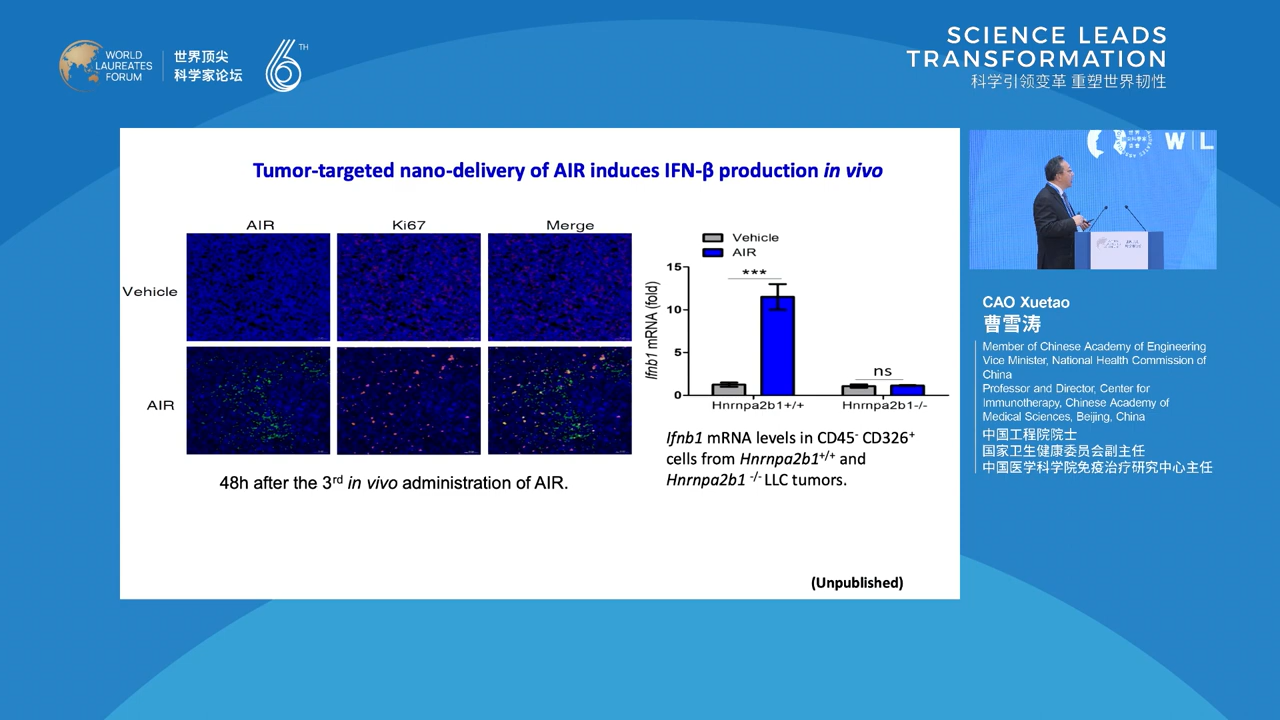 WORLD
LAUREATES
FORUM
世界顶尖
科学家论坛
6TH
SCIENCE LEADS
TRANSFORMATION
科学引领变革 重塑世界韧性
Tumor-targeted nano-delivery of AIR induces IFN-β production in vivo
AIR Ki67 Merge
Vehicle
AIR
48h after the 3rd in vivo administration of AIR.
Vehicle
AIR
Ifnb1 mRNA (fold)
15
10
5
0
***
ns
Hnrnpa2b1+/+ Hnrnpa2b1-/-
Ifnb1 mRNA levels in CD45- CD326+
cells from Hnrnpa2b1+/+ and
Hnrnpa2b1 -/- LLC tumors.
(Unpublished)
W L
CAO Xuetao
曹雪涛
Member of Chinese Academy of Engineering
Vice Minister, National Health Commission of
China
Professor and Director, Center for
Immunotherapy, Chinese Academy of
Medical Sciences, Beijing, China
中国工程院院士
国家卫生健康委员会副主任
中国医学科学院免疫治疗研究中心主任